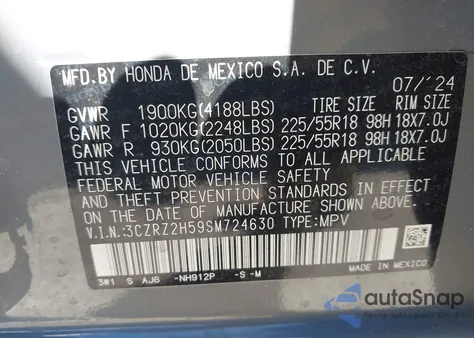 MFD.BY HONDA DE MEXICO S.A. DE C.V.
07/'24
TIRE SIZE RIM SIZE
GVWR 1900KG(4188LBS)
GAWR F 1020KG(2248LBS) 225/55R18 98H 18X7.0J
GAWR R 930KG(2050LBS) 225/55R18 98H 18X7.0J
THIS VEHICLE CONFORMS TO ALL APPLICABLE
FEDERAL MOTOR VEHICLE SAFETY
AND THEFT PREVENTION STANDARDS IN EFFECT
ON THE DATE OF MANUFACTURE SHOWN ABOVE.
V.I.N.:3CZRZ2H59SM724630 TYPE:MPV
3W1 S AJ6 -NH912P -S-M
MADE IN MEXICO
autoSnap
POWERED BY AUTOBIDMASTER